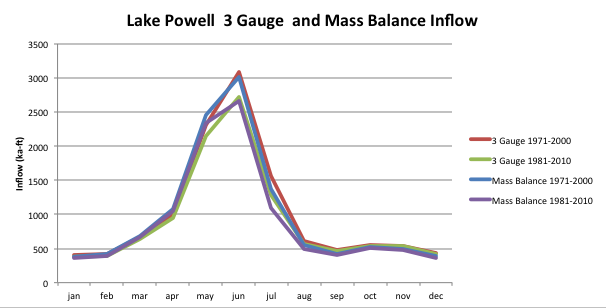 Lake Powell  3 Gauge  and Mass Balance Inflow
3500
3000
2500
2000
1500
1000
500
0
Inflow (ka-ft)
jan feb mar apr may jun jul aug sep oct nov dec
3 Gauge 1971-2000
3 Gauge 1981-2010
Mass Balance 1971-2000
Mass Balance 1981-2010